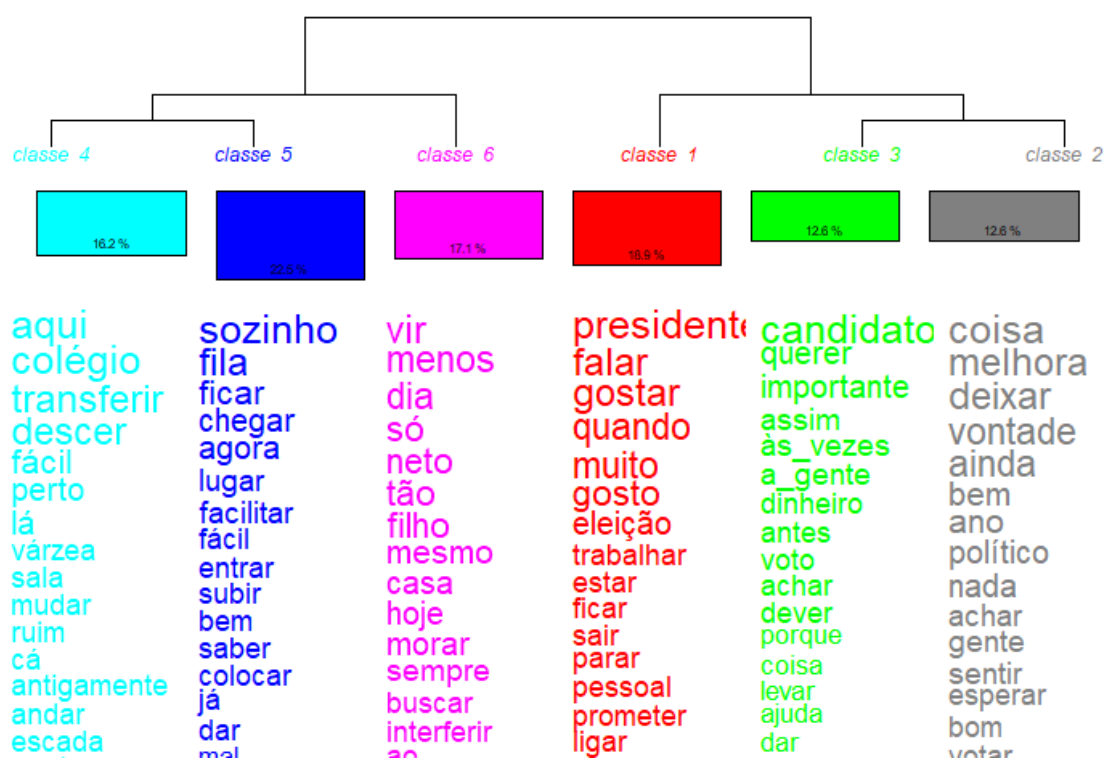 classe 4
classe 5
classe 6
classe 1
classe 3
classe 2
16.2 %
22.5 %
17.1 %
18.9 %
12.6 %
12.6 %
aqui
colégio
transferir
descer
fácil
perto
lá
várzea
sala
mudar
ruim
cá
antigamente
andar
escada
sozinho
fila
ficar
chegar
agora
lugar
facilitar
fácil
entrar
subir
bem
saber
colocar
já
dar
mal
vir
menos
dia
só
neto
tão
filho
mesmo
casa
hoje
morar
sempre
buscar
interferir
ao
presidente
falar
gostar
quando
muito
gosto
eleição
trabalhar
estar
ficar
sair
parar
pessoal
prometer
ligar
candidato
querer
importante
assim
às_vezes
a_gente
dinheiro
antes
voto
achar
dever
porque
coisa
levar
ajuda
dar
coisa
melhora
deixar
vontade
ainda
bem
ano
político
nada
achar
gente
sentir
esperar
bom
votar